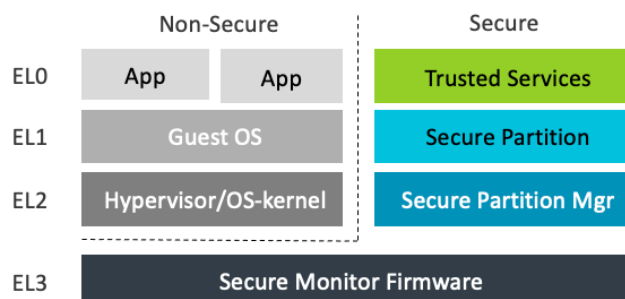 Non-Secure Secure
EL0 App App Trusted Services
EL1 Guest OS Secure Partition
EL2 Hypervisor/OS-kernel Secure Partition Mgr
EL3 Secure Monitor Firmware